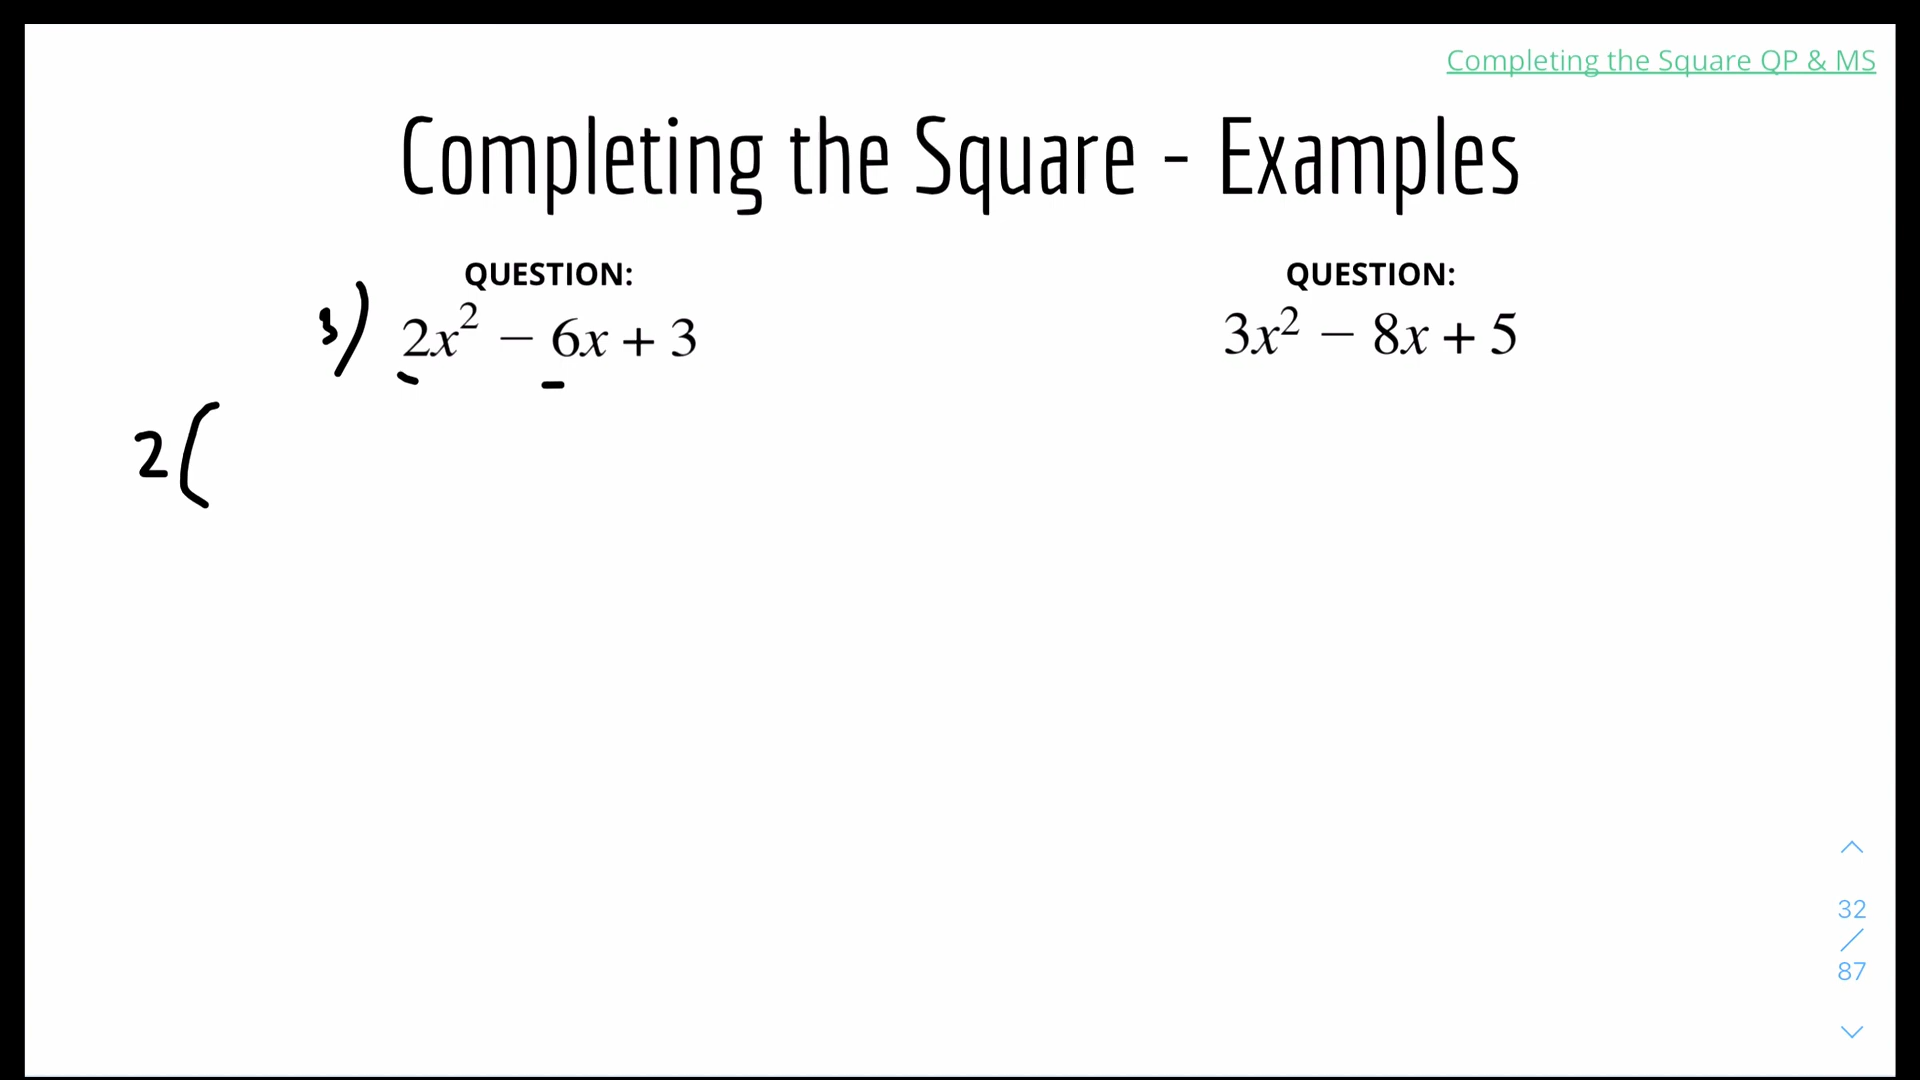 Completing the Square QP & MS
Completing the Square - Examples
QUESTION:
3) 2x² − 6x + 3
2(
QUESTION:
3x² − 8x + 5
32
/
87